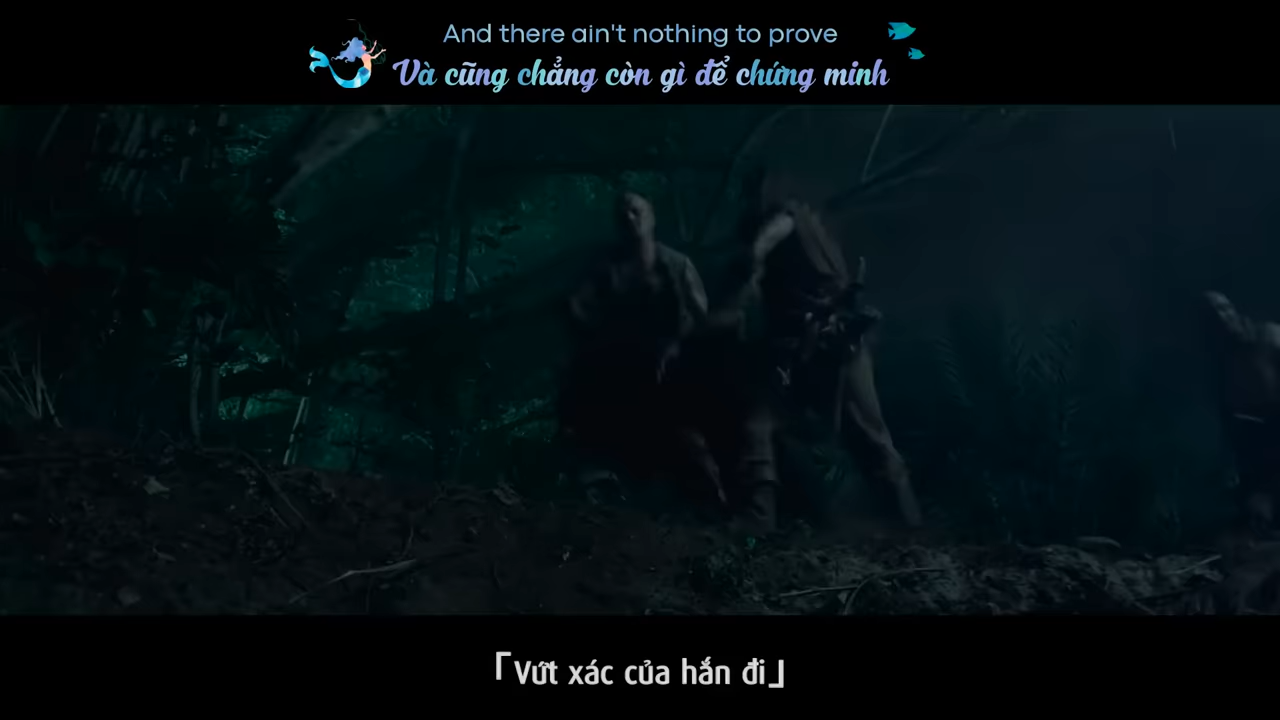 And there ain't nothing to prove
Và cũng chẳng còn gì để chứng minh
「Vứt xác của hắn đi」